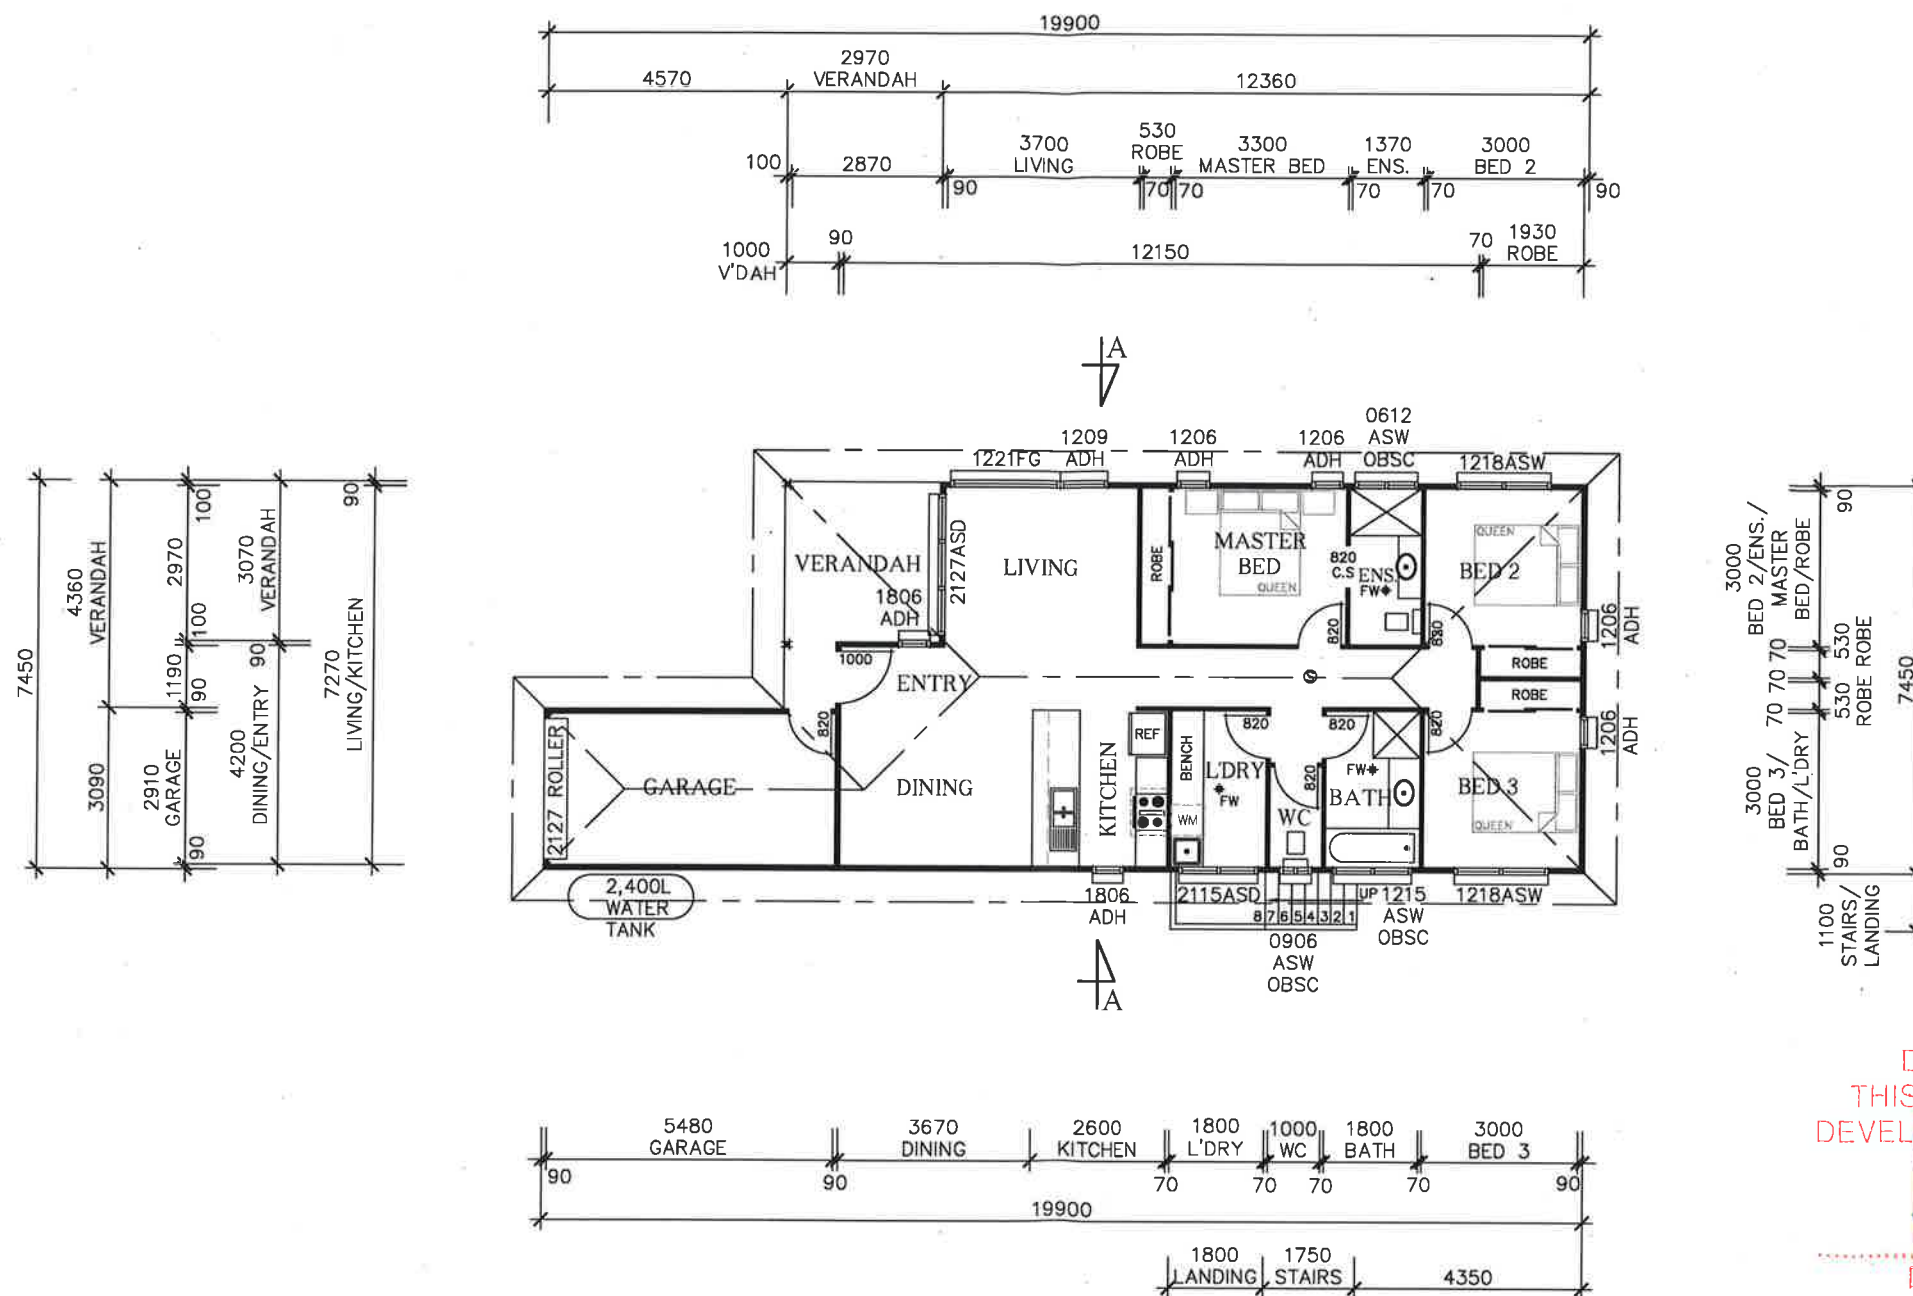 19900
4570
2970
VERANDAH
12360
100
2870
90
3700
LIVING
530
ROBE
70
70
3300
MASTER BED
70
1370
ENS.
70
3000
BED 2
90
1000
V'DAH
90
12150
70
1930
ROBE
A
1221FG
1209
ADH
1206
ADH
1206
ADH
0612
ASW
OBSC
1218ASW
7450
4360
VERANDAH
3090
100
2970
100
1190
90
2910
GARAGE
90
3070
VERANDAH
90
4200
DINING/ENTRY
90
7270
LIVING/KITCHEN
VERANDAH
2127ASD
1806
ADH
LIVING
ROBE
MASTER
BED
QUEEN
820
C.S
ENS.
FW
820
QUEEN
BED 2
820
1206
ADH
1000
ENTRY
ROBE
ROBE
820
2127 ROLLER
GARAGE
DINING
KITCHEN
REF
BENCH
WM
820
L'DRY
FW
820
WC
820
FW
BATH
820
BED 3
QUEEN
1206
ADH
2,400L
WATER
TANK
1806
ADH
2115ASD
8 7 6 5 4 3 2 1
UP
1215
ASW
OBSC
0906
ASW
OBSC
1218ASW
A
3000
BED 2/ENS./
MASTER
BED/ROBE
90
70
530
ROBE
70
530
ROBE
70
3000
BED 3/
BATH/L'DRY
90
7450
1100
STAIRS/
LANDING
THIS
DEVEL
5480
GARAGE
3670
DINING
2600
KITCHEN
1800
L'DRY
1000
WC
1800
BATH
3000
BED 3
90
90
70
70
70
70
90
19900
1800
LANDING
1750
STAIRS
4350